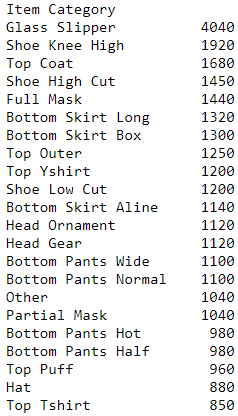 Item Category
Glass Slipper 4040
Shoe Knee High 1920
Top Coat 1680
Shoe High Cut 1450
Full Mask 1440
Bottom Skirt Long 1320
Bottom Skirt Box 1300
Top Outer 1250
Top Yshirt 1200
Shoe Low Cut 1200
Bottom Skirt Aline 1140
Head Ornament 1120
Head Gear 1120
Bottom Pants Wide 1100
Bottom Pants Normal 1100
Other 1040
Partial Mask 1040
Bottom Pants Hot 980
Bottom Pants Half 980
Top Puff 960
Hat 880
Top Tshirt 850